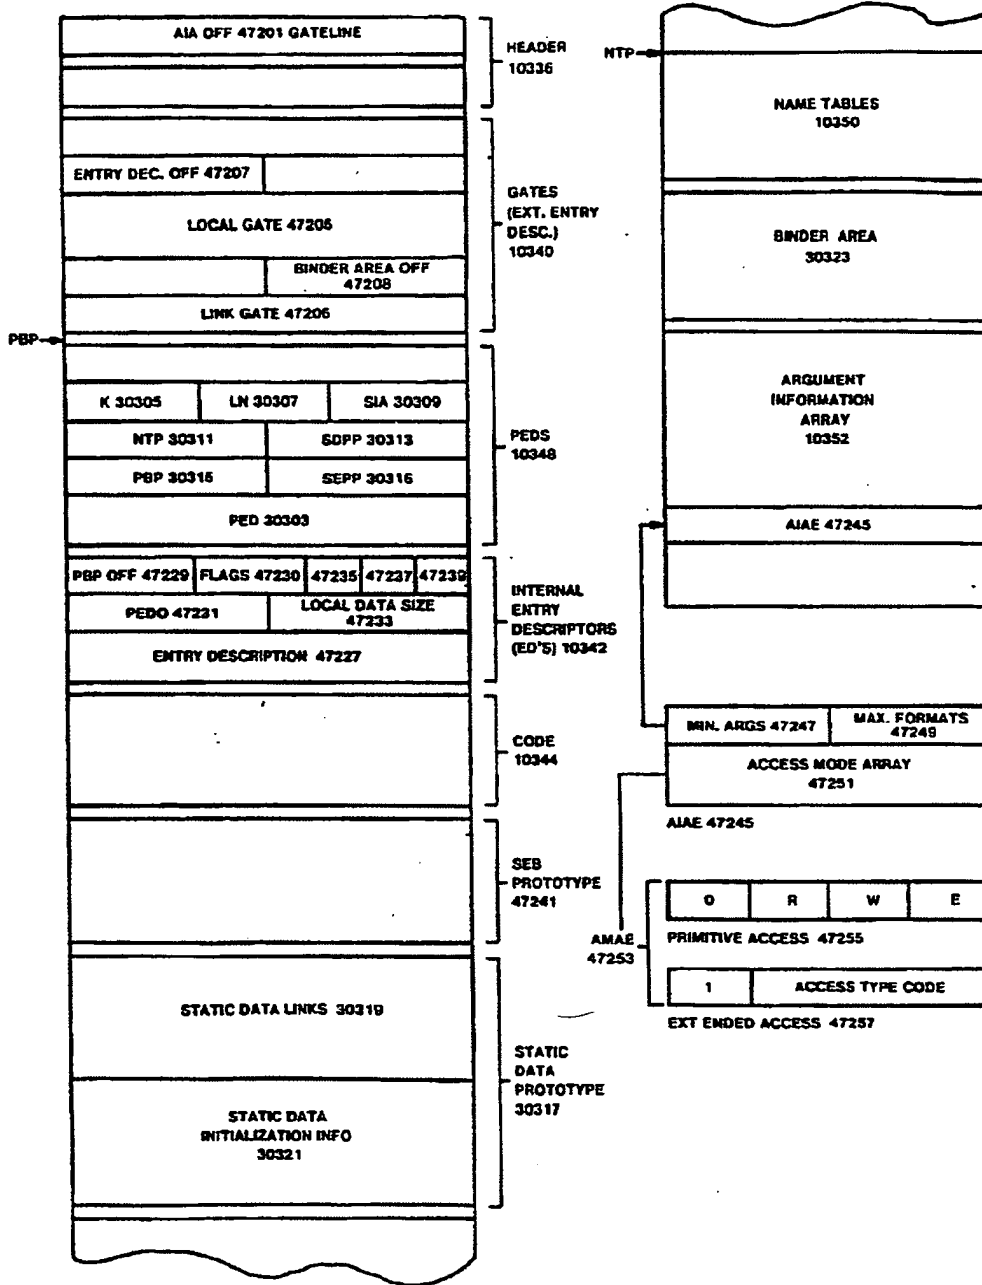 AIA OFF 47201 GATELINE
HEADER
10336
ENTRY DEC. OFF 47207
LOCAL GATE 47205
BINDER AREA OFF
47208
LINK GATE 47206
GATES
(EXT. ENTRY
DESC.)
10340
PBP
K 30305
LN 30307
SIA 30309
NTP 30311
SDPP 30313
PBP 30315
SEPP 30316
PED 30303
PEDS
10348
PBP OFF 47229
FLAGS 47230
47235
47237
47239
PEDO 47231
LOCAL DATA SIZE
47233
ENTRY DESCRIPTION 47227
INTERNAL
ENTRY
DESCRIPTORS
(ED'S) 10342
CODE
10344
SEB
PROTOTYPE
47241
STATIC DATA LINKS 30319
STATIC DATA
INITIALIZATION INFO
30321
STATIC
DATA
PROTOTYPE
30317
NTP
NAME TABLES
10350
BINDER AREA
30323
ARGUMENT
INFORMATION
ARRAY
10352
AIAE 47245
MIN. ARGS 47247
MAX. FORMATS
47249
ACCESS MODE ARRAY
47251
AIAE 47245
AMAE
47253
O
R
W
E
PRIMITIVE ACCESS 47255
1
ACCESS TYPE CODE
EXT ENDED ACCESS 47257